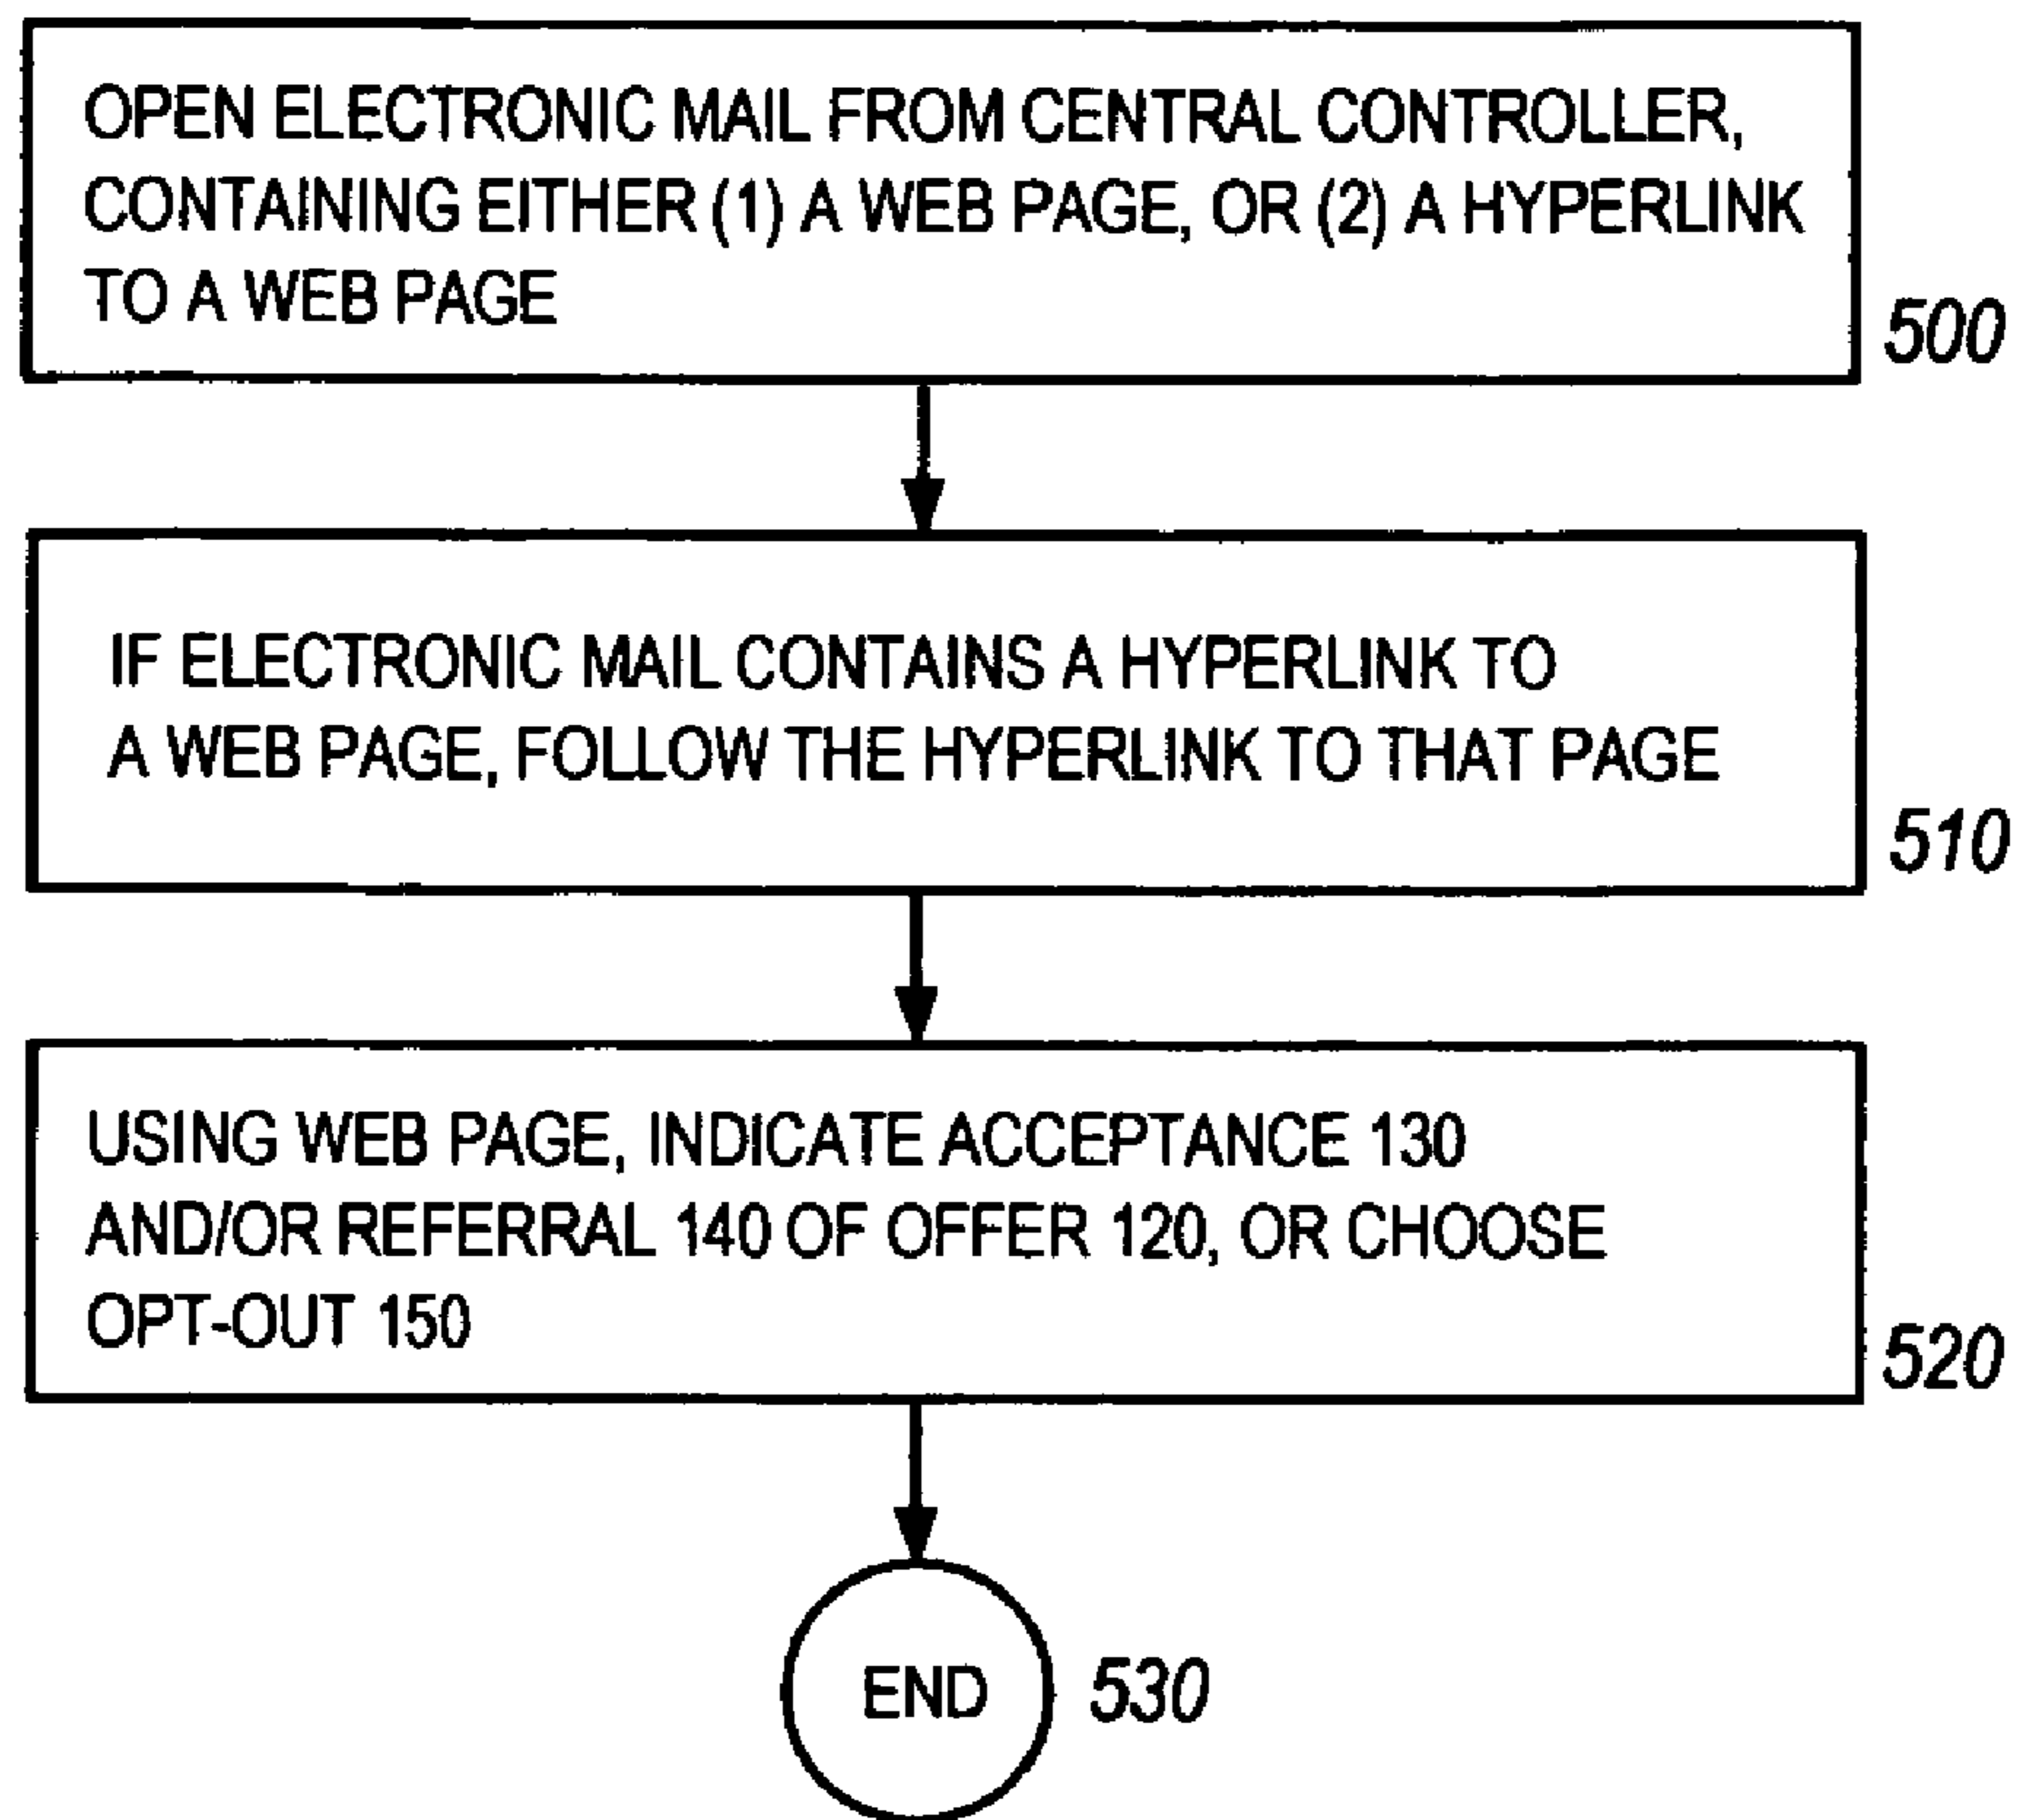 OPEN ELECTRONIC MAIL FROM CENTRAL CONTROLLER,
CONTAINING EITHER (1) A WEB PAGE, OR (2) A HYPERLINK
TO A WEB PAGE
500
IF ELECTRONIC MAIL CONTAINS A HYPERLINK TO
A WEB PAGE, FOLLOW THE HYPERLINK TO THAT PAGE
510
USING WEB PAGE, INDICATE ACCEPTANCE 130
AND/OR REFERRAL 140 OF OFFER 120, OR CHOOSE
OPT-OUT 150
520
END
530